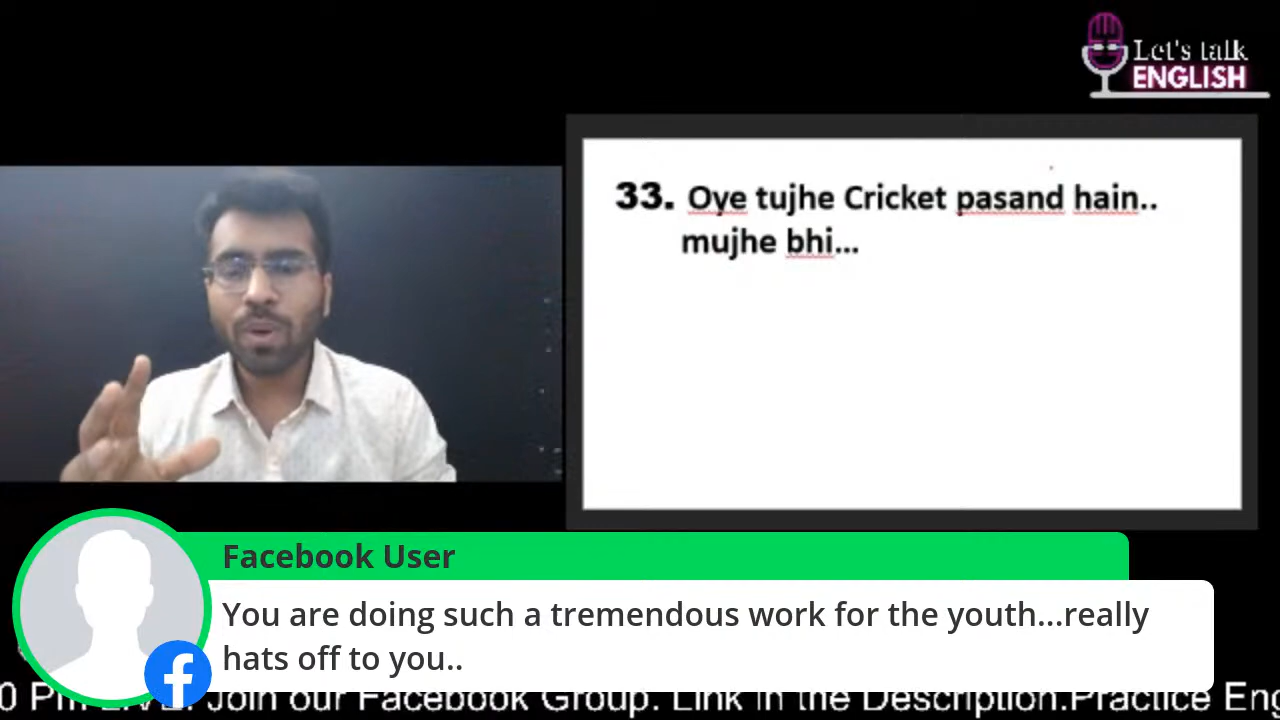 Let's talk
ENGLISH
33. Oye tujhe Cricket pasand hain..
mujhe bhi...
Facebook User
You are doing such a tremendous work for the youth...really
hats off to you..
Join our Facebook Group. Link in the Description.Practice